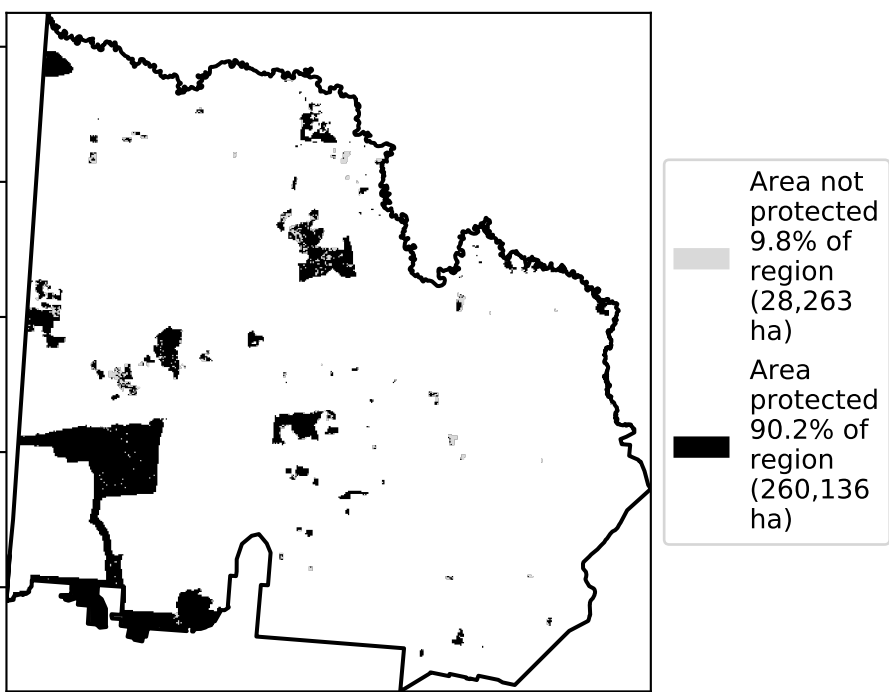 Area not
protected
9.8% of
region
(28,263
ha)
Area
protected
90.2% of
region
(260,136
ha)